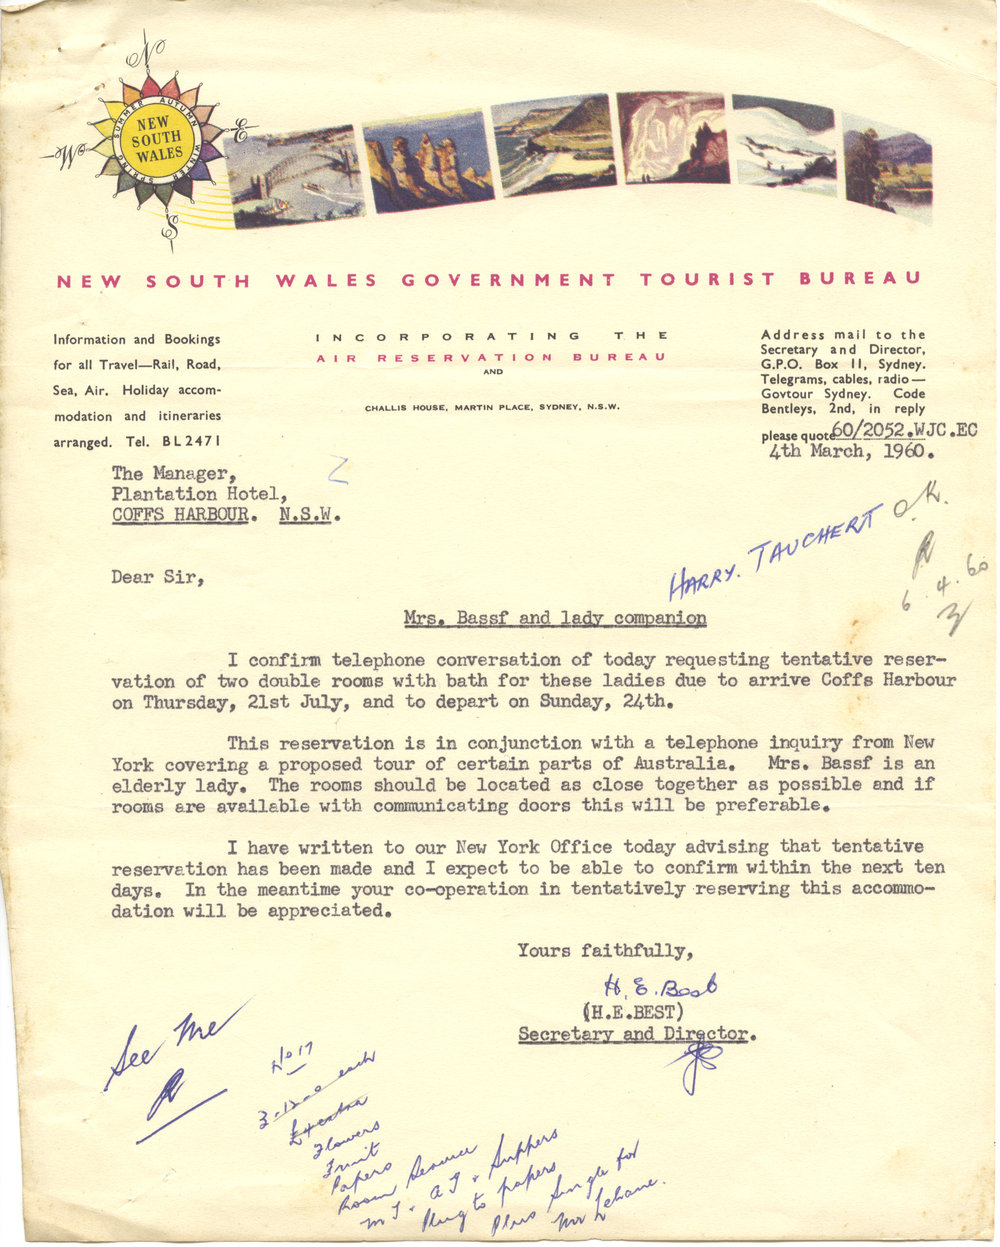 N
E
S
W
SUMMER AUTUMN WINTER SPRING
NEW
SOUTH
WALES
NEW SOUTH WALES GOVERNMENT TOURIST BUREAU
Information and Bookings
for all Travel—Rail, Road,
Sea, Air. Holiday accom-
modation and itineraries
arranged. Tel. BL2471
INCORPORATING THE
AIR RESERVATION BUREAU
AND
CHALLIS HOUSE, MARTIN PLACE, SYDNEY, N.S.W.
Address mail to the
Secretary and Director,
G.P.O. Box 11, Sydney.
Telegrams, cables, radio—
Govtour Sydney. Code
Bentleys, 2nd, in reply
please quote 60/2052.WJC.EC
4th March, 1960.
The Manager,
Plantation Hotel,
COFFS HARBOUR. N.S.W.
HARRY. TAUCHERT O.K.
R
6.4.60
Dear Sir,
Mrs. Bassf and lady companion
I confirm telephone conversation of today requesting tentative reser-
vation of two double rooms with bath for these ladies due to arrive Coffs Harbour
on Thursday, 21st July, and to depart on Sunday, 24th.
This reservation is in conjunction with a telephone inquiry from New
York covering a proposed tour of certain parts of Australia. Mrs. Bassf is an
elderly lady. The rooms should be located as close together as possible and if
rooms are available with communicating doors this will be preferable.
I have written to our New York Office today advising that tentative
reservation has been made and I expect to be able to confirm within the next ten
days. In the meantime your co-operation in tentatively reserving this accommo-
dation will be appreciated.
Yours faithfully,
H. E. Best
(H.E.BEST)
Secretary and Director.
See Me
R
No 17
each
extra
Flowers
Fruit
Papers
Room Service
M T. A T & Suppers
Plug to papers
Plus Single for
Mr Lehane.